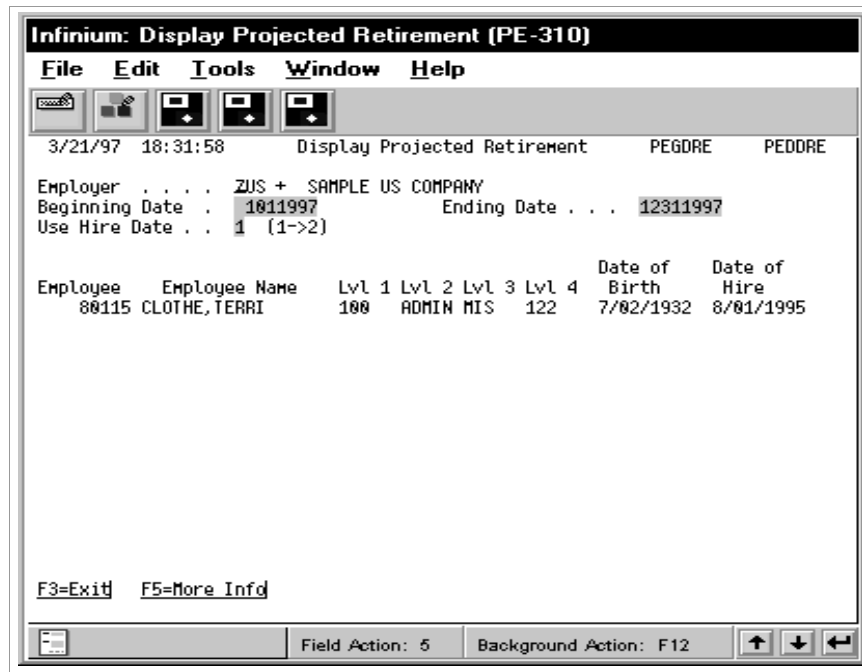 Infinium: Display Projected Retirement (PE-310)
File Edit Tools Window Help
3/21/97 18:31:58 Display Projected Retirement PEGDRE PEDDRE
Employer . . . . ZUS + SAMPLE US COMPANY
Beginning Date . 1011997 Ending Date . . . 12311997
Use Hire Date . . 1 (1->2)
Date of Date of
Employee Employee Name Lvl 1 Lvl 2 Lvl 3 Lvl 4 Birth Hire
80115 CLOTHE,TERRI 100 ADMIN MIS 122 7/02/1932 8/01/1995
F3=Exit F5=More Info
Field Action: 5 Background Action: F12